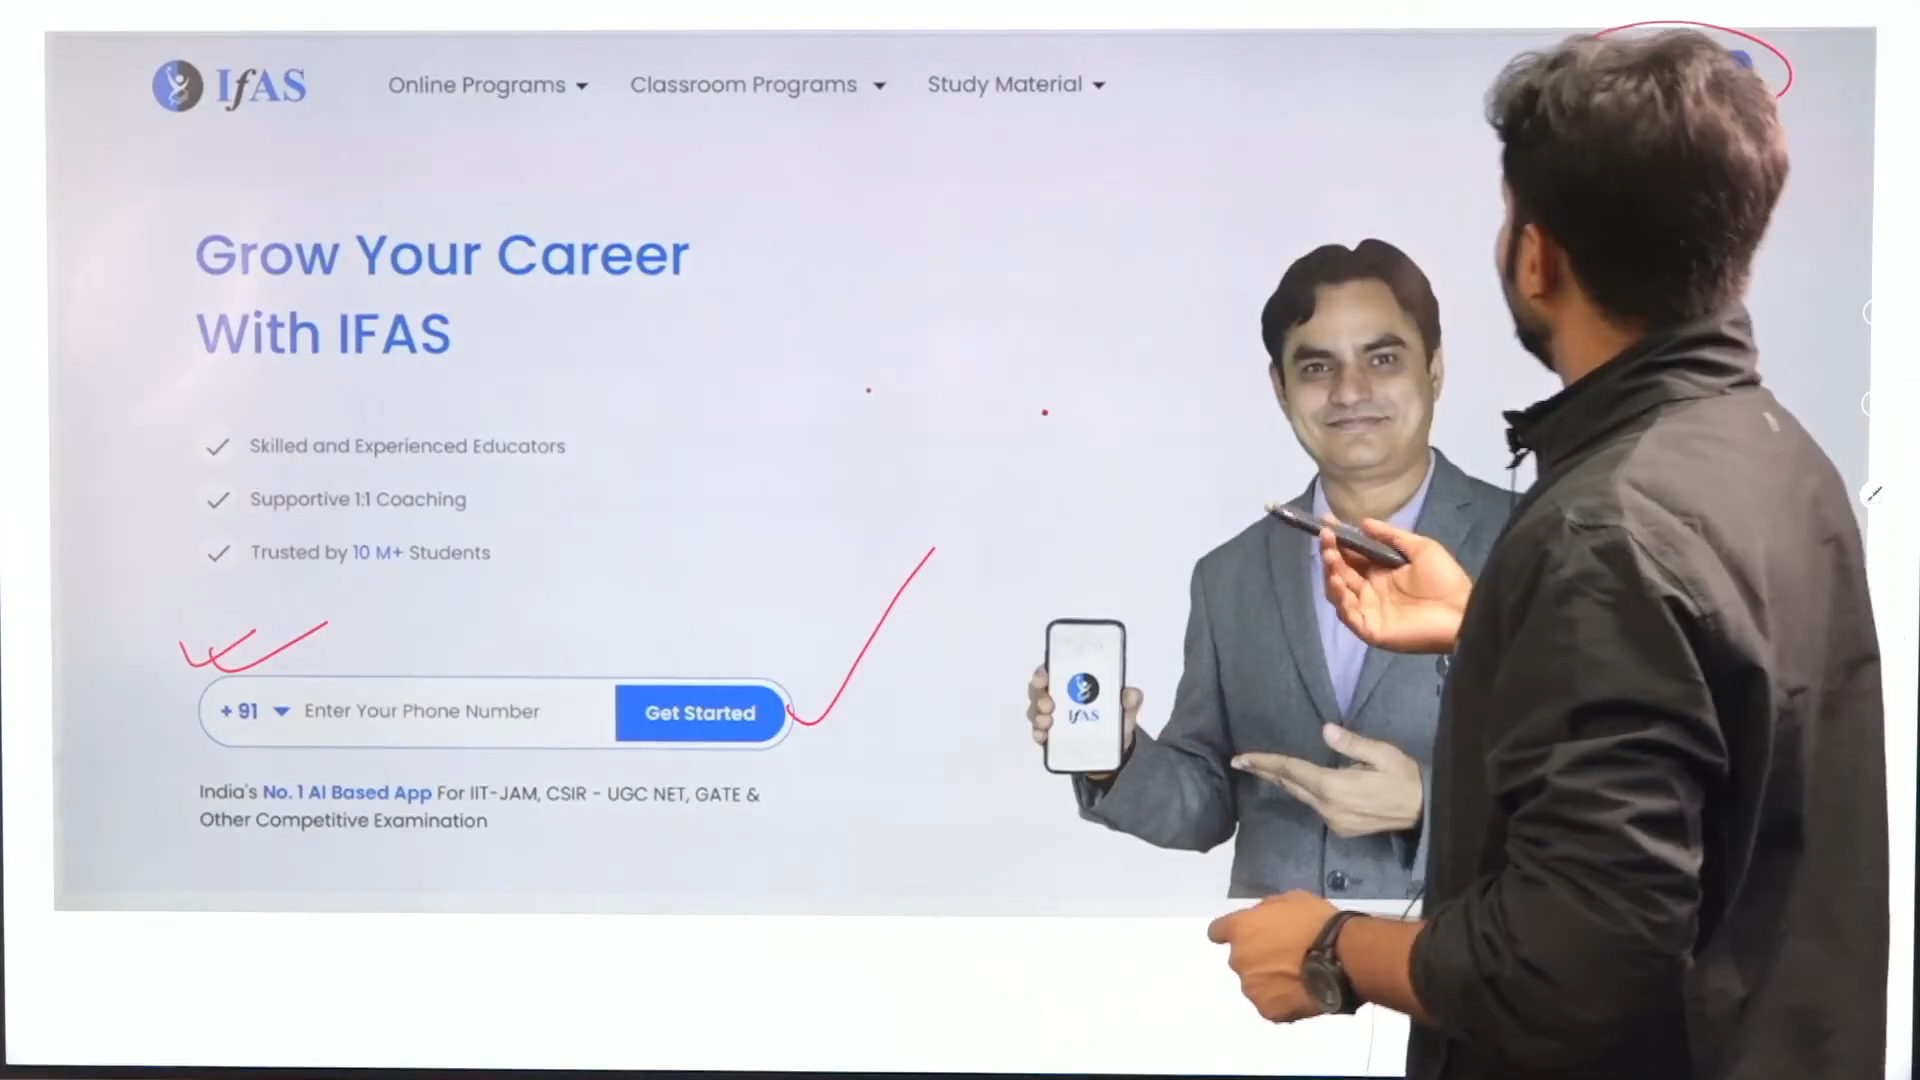 IfAS
Online Programs
Classroom Programs
Study Material
Grow Your Career
With IFAS
Skilled and Experienced Educators
Supportive 1:1 Coaching
Trusted by 10 M+ Students
+ 91 Enter Your Phone Number
Get Started
IfAS
India's No. 1 AI Based App For IIT-JAM, CSIR - UGC NET, GATE &
Other Competitive Examination